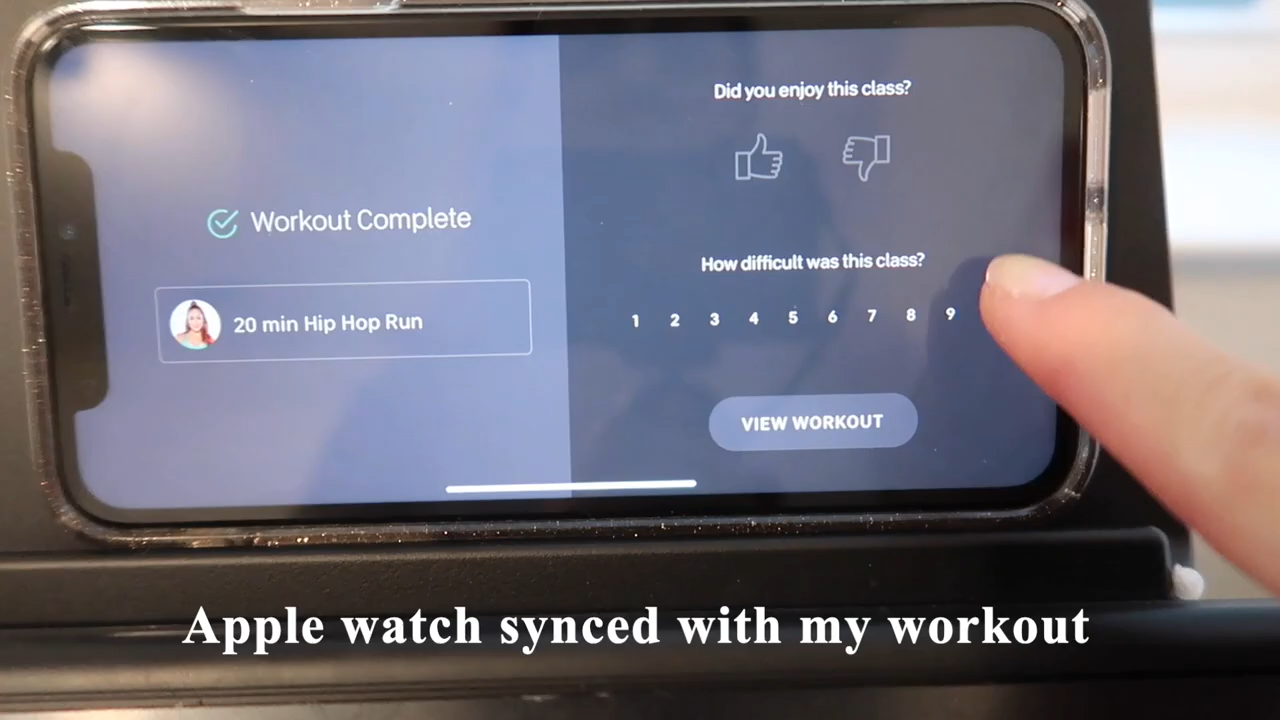 Did you enjoy this class?
Workout Complete
How difficult was this class?
20 min Hip Hop Run
1 2 3 4 5 6 7 8 9
VIEW WORKOUT
Apple watch synced with my workout